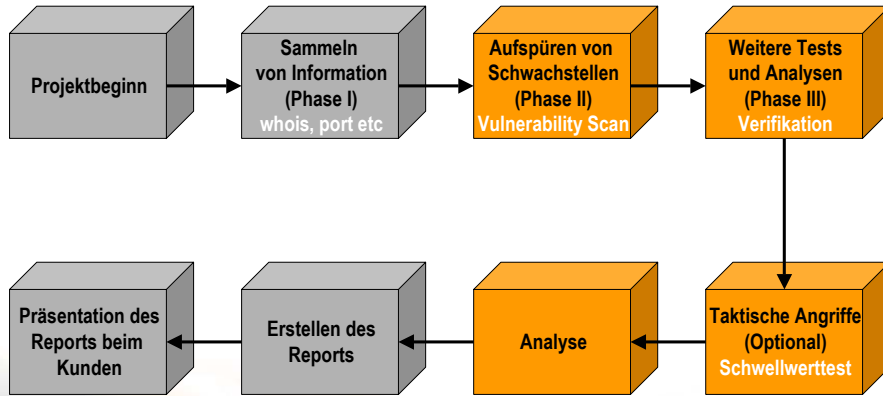 Projektbeginn
Sammeln
von Information
(Phase I)
whois, port etc
Aufspüren von
Schwachstellen
(Phase II)
Vulnerability Scan
Weitere Tests
und Analysen
(Phase III)
Verifikation
Präsentation des
Reports beim
Kunden
Erstellen des
Reports
Analyse
Taktische Angriffe
(Optional)
Schwellwerttest